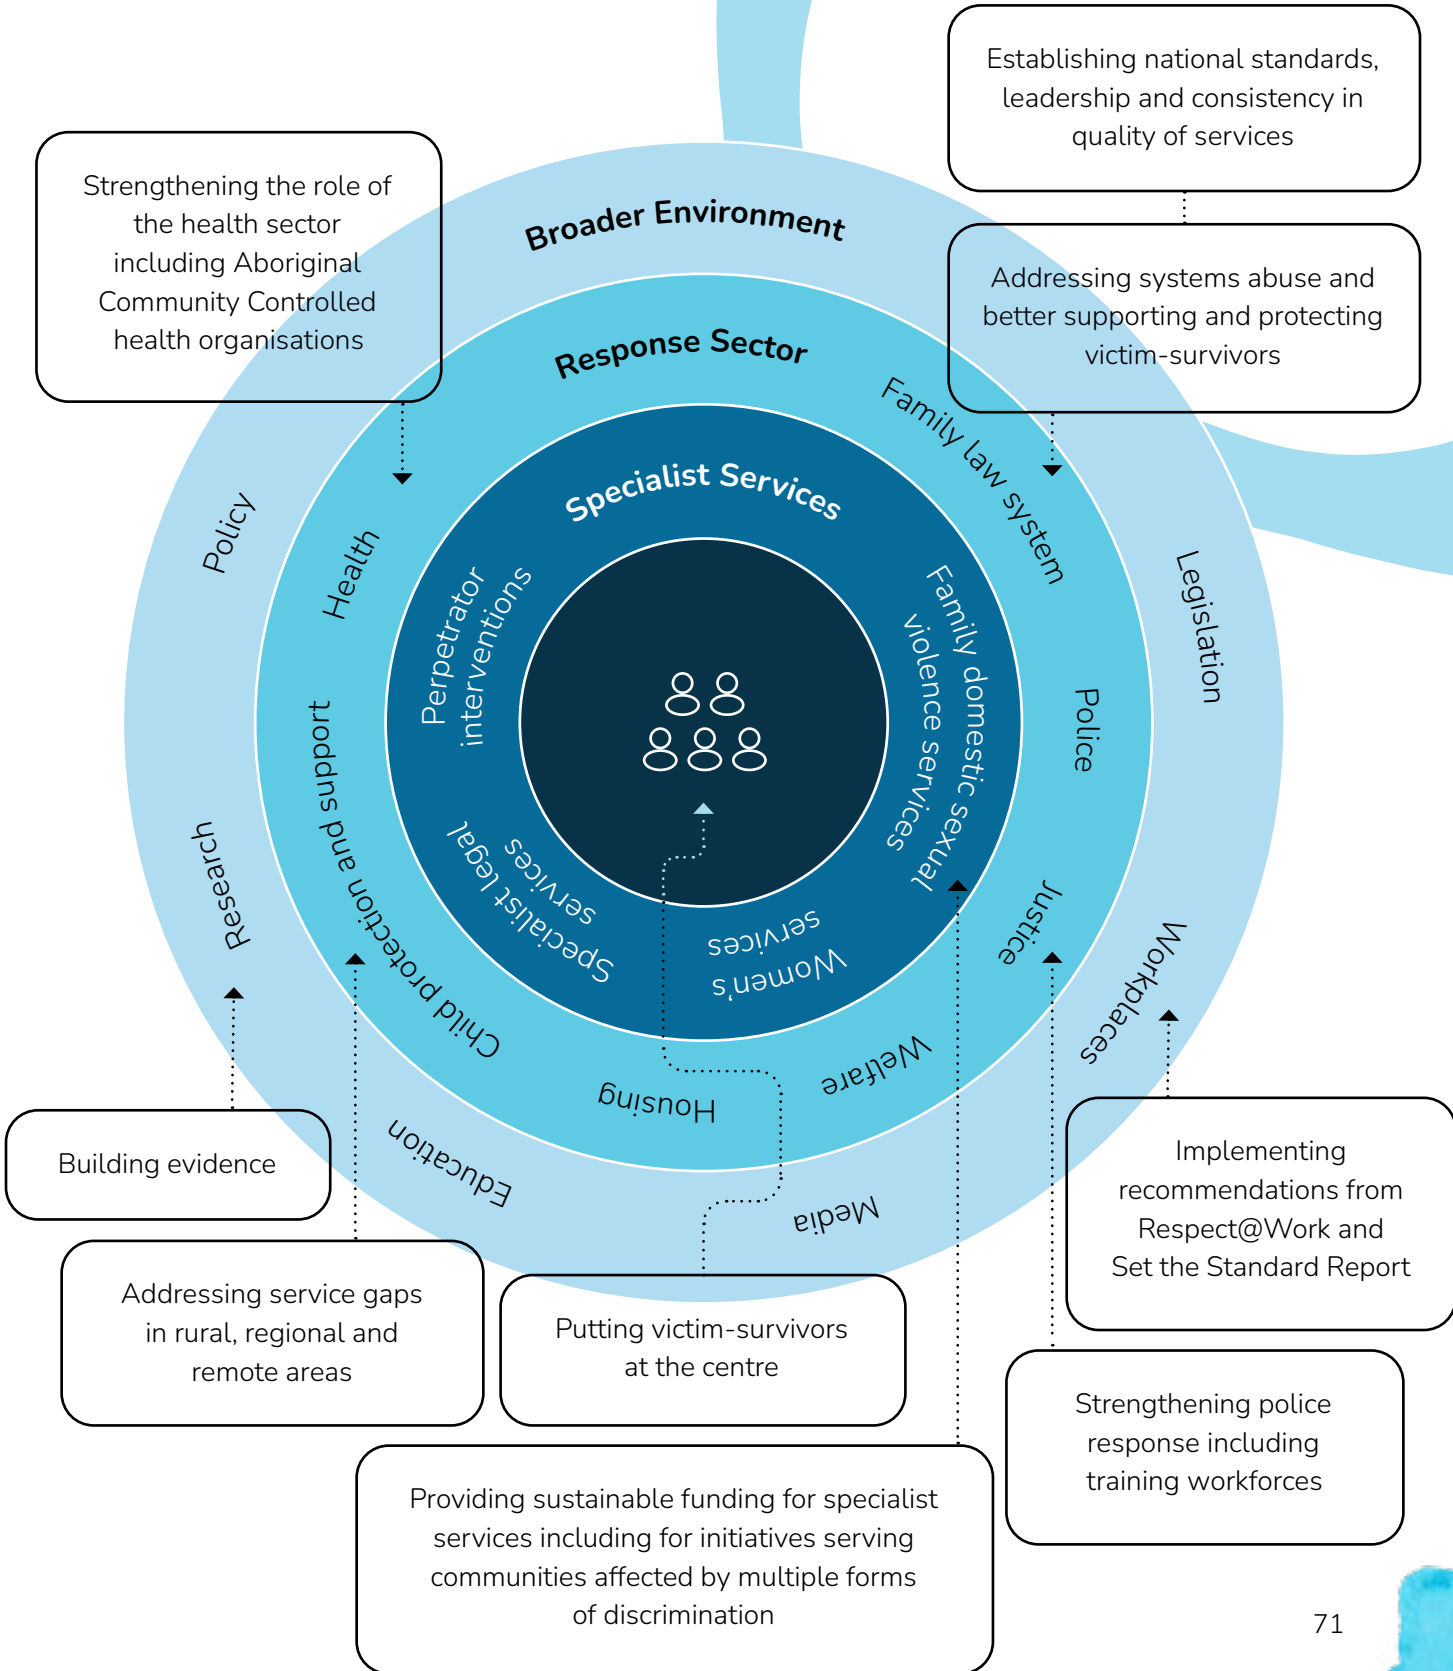 Establishing national standards,
leadership and consistency in
quality of services
Strengthening the role of
the health sector
including Aboriginal
Community Controlled
health organisations
Addressing systems abuse and
better supporting and protecting
victim-survivors
Broader Environment
Policy
Legislation
Research
Workplaces
Education
Media
Response Sector
Health
Family law system
Police
Justice
Welfare
Housing
Child protection and support
Specialist Services
Perpetrator
interventions
Family domestic sexual
violence services
Specialist legal
services
Women's
services
Building evidence
Addressing service gaps
in rural, regional and
remote areas
Putting victim-survivors
at the centre
Implementing
recommendations from
Respect@Work and
Set the Standard Report
Strengthening police
response including
training workforces
Providing sustainable funding for specialist
services including for initiatives serving
communities affected by multiple forms
of discrimination
71